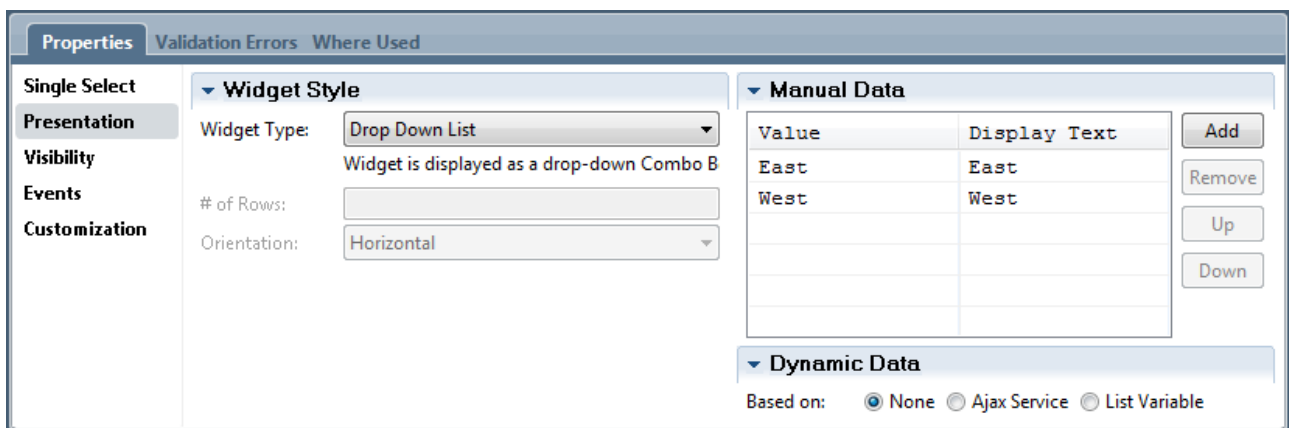 Properties Validation Errors Where Used
Single Select
Presentation
Visibility
Events
Customization
Widget Style
Widget Type: Drop Down List
Widget is displayed as a drop-down Combo B
# of Rows:
Orientation: Horizontal
Manual Data
Value Display Text
East East
West West
Add
Remove
Up
Down
Dynamic Data
Based on: None Ajax Service List Variable